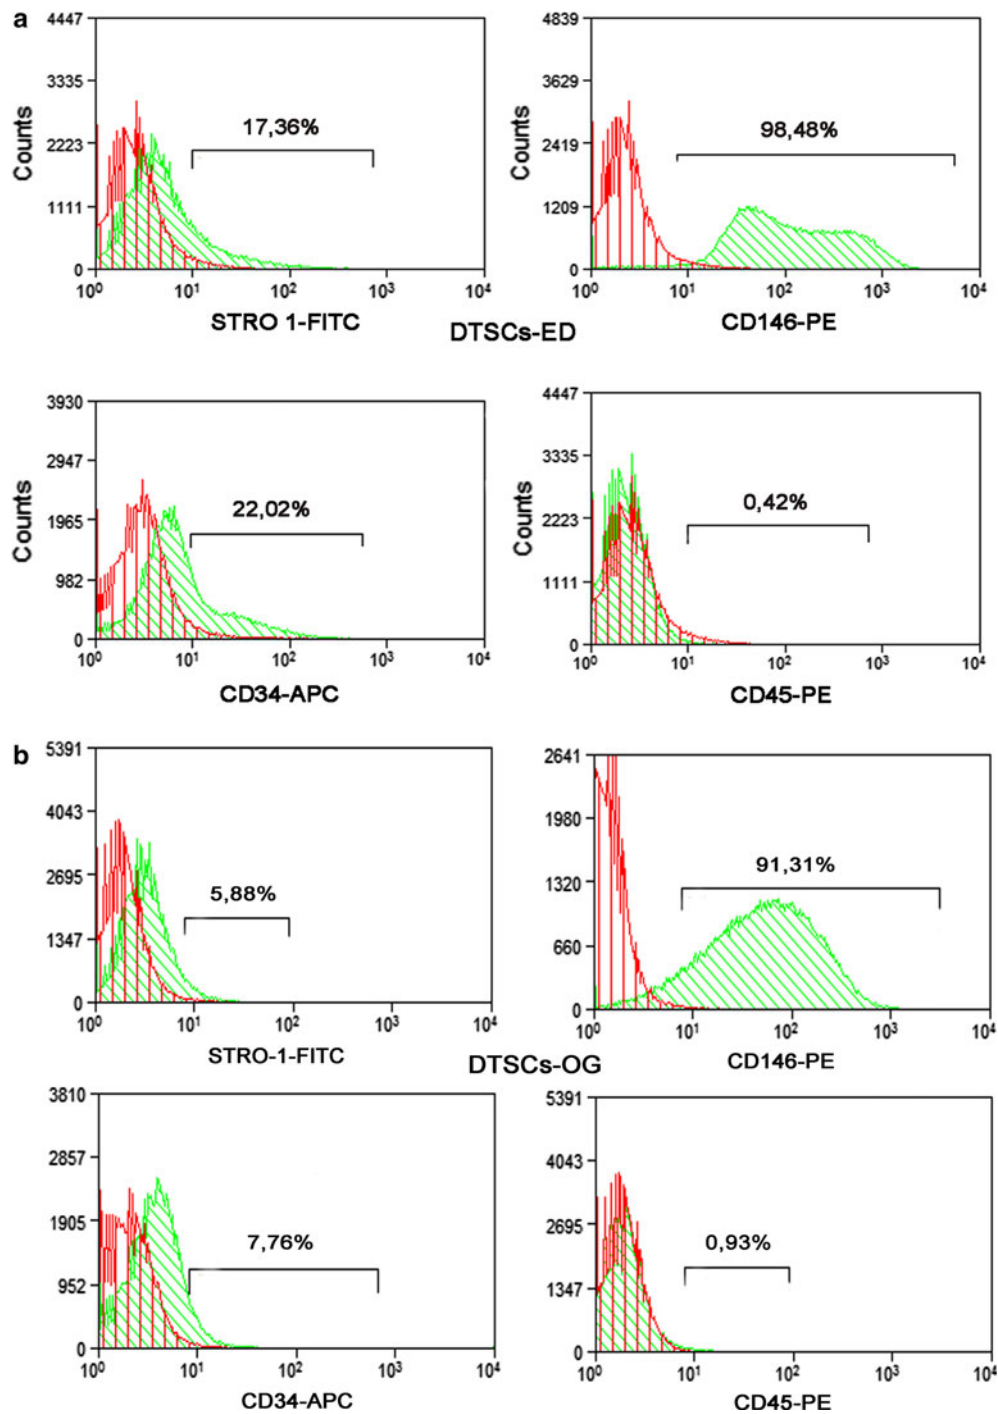 a
4447
3335
2223
1111
0
Counts
17,36%
10⁰ 10¹ 10² 10³ 10⁴
STRO 1-FITC
4839
3629
2419
1209
0
Counts
98,48%
10⁰ 10¹ 10² 10³ 10⁴
CD146-PE
DTSCs-ED
3930
2947
1965
982
0
Counts
22,02%
10⁰ 10¹ 10² 10³ 10⁴
CD34-APC
4447
3335
2223
1111
0
Counts
0,42%
10⁰ 10¹ 10² 10³ 10⁴
CD45-PE
b
5391
4043
2695
1347
0
5,88%
10⁰ 10¹ 10² 10³ 10⁴
STRO-1-FITC
2641
1980
1320
660
0
91,31%
10⁰ 10¹ 10² 10³ 10⁴
CD146-PE
DTSCs-OG
3810
2857
1905
952
0
7,76%
10⁰ 10¹ 10² 10³ 10⁴
CD34-APC
5391
4043
2695
1347
0
0,93%
10⁰ 10¹ 10² 10³ 10⁴
CD45-PE